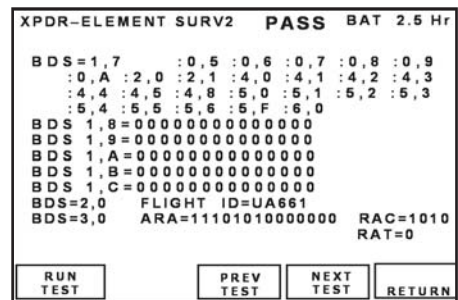 XPDR–ELEMENT SURV2 PASS BAT 2.5 Hr
BDS=1,7 :0,5 :0,6 :0,7 :0,8 :0,9
:0,A :2,0 :2,1 :4,0 :4,1 :4,2 :4,3
:4,4 :4,5 :4,8 :5,0 :5,1 :5,2 :5,3
:5,4 :5,5 :5,6 :5,F :6,0
BDS 1,8=00000000000000
BDS 1,9=00000000000000
BDS 1,A=00000000000000
BDS 1,B=00000000000000
BDS 1,C=00000000000000
BDS=2,0 FLIGHT ID=UA661
BDS=3,0 ARA=11101010000000 RAC=1010
RAT=0
RUN TEST PREV TEST NEXT TEST RETURN